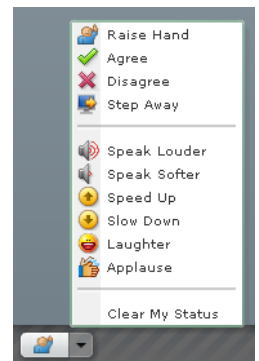 Raise Hand
Agree
Disagree
Step Away
Speak Louder
Speak Softer
Speed Up
Slow Down
Laughter
Applause
Clear My Status